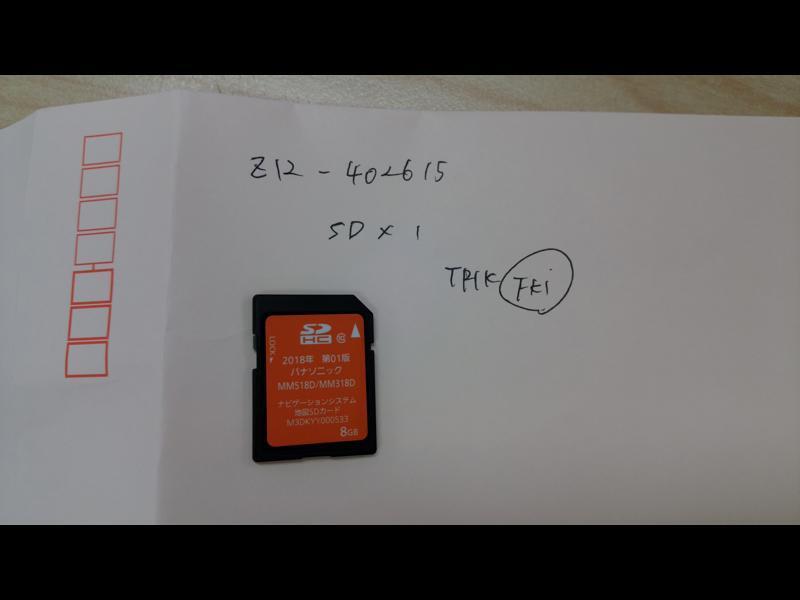 Z12-402615
SD × 1
LOCK
SD
HC
2018年 第01版
パナソニック
MM518D/MM318D
ナビゲーションシステム
地図SDカード
M3DKYY000533
8GB